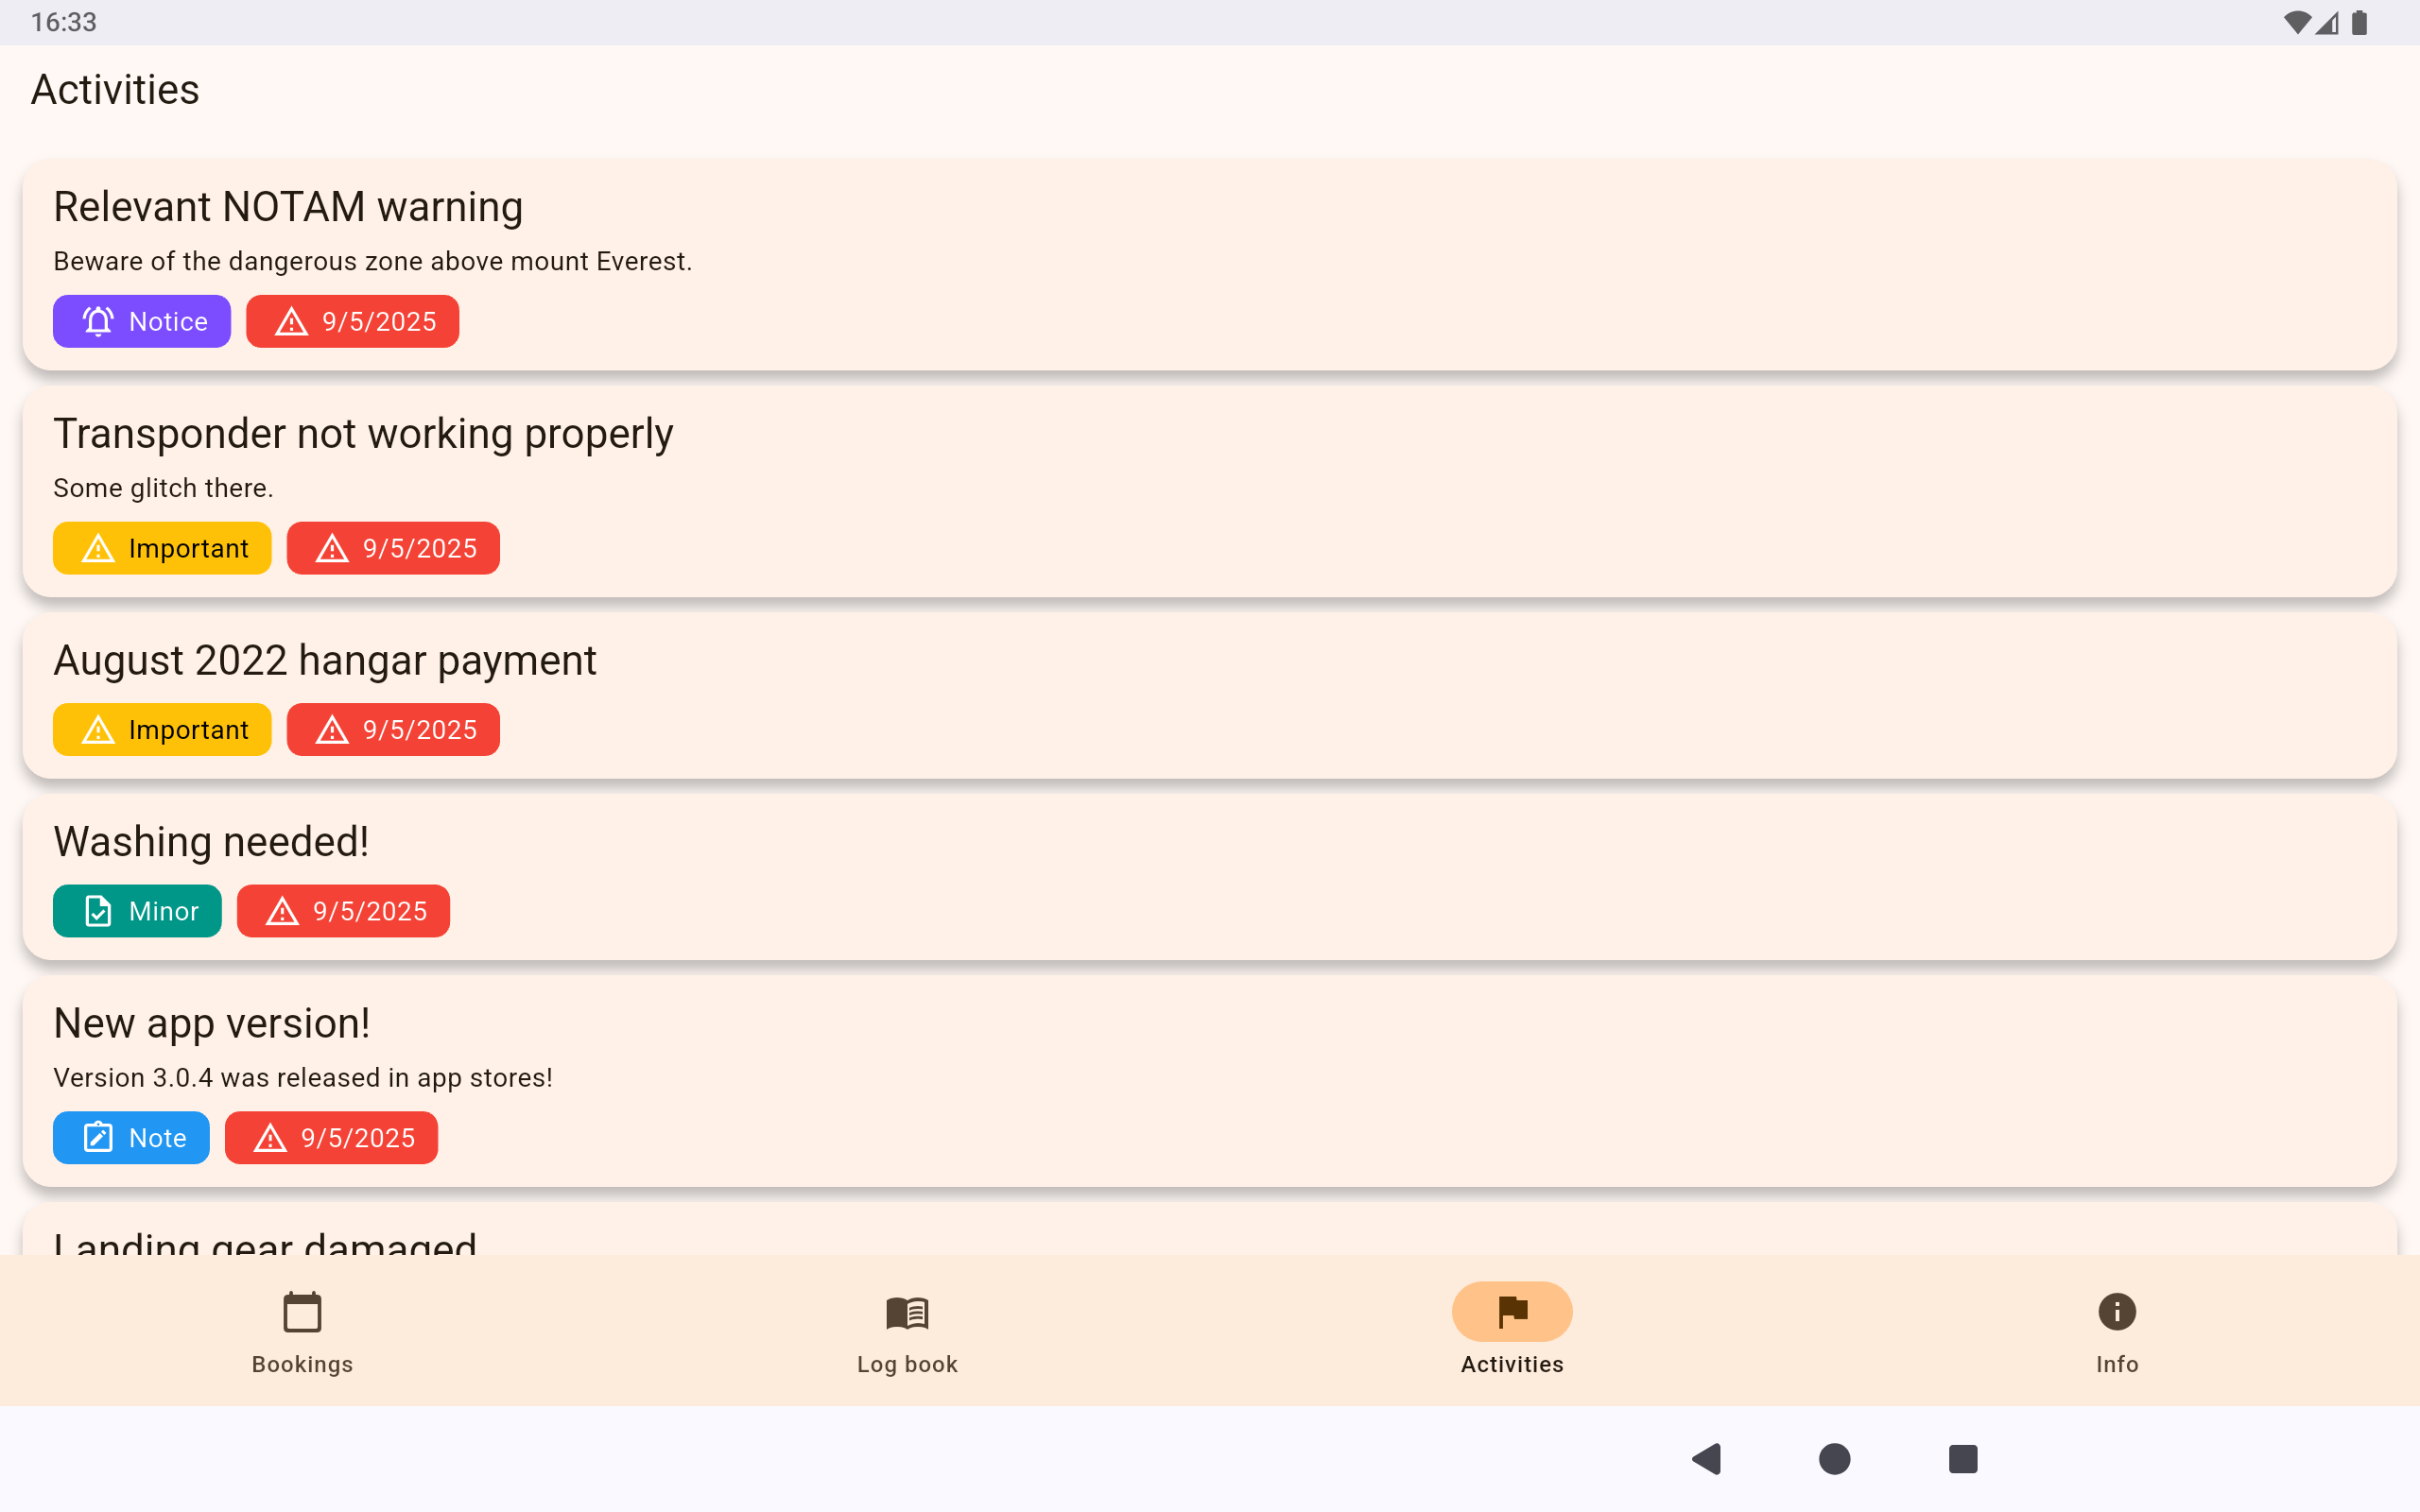 16:33
Activities
Relevant NOTAM warning
Beware of the dangerous zone above mount Everest.
Notice 9/5/2025
Transponder not working properly
Some glitch there.
Important 9/5/2025
August 2022 hangar payment
Important 9/5/2025
Washing needed!
Minor 9/5/2025
New app version!
Version 3.0.4 was released in app stores!
Note 9/5/2025
Landing gear damaged
Bookings Log book Activities Info